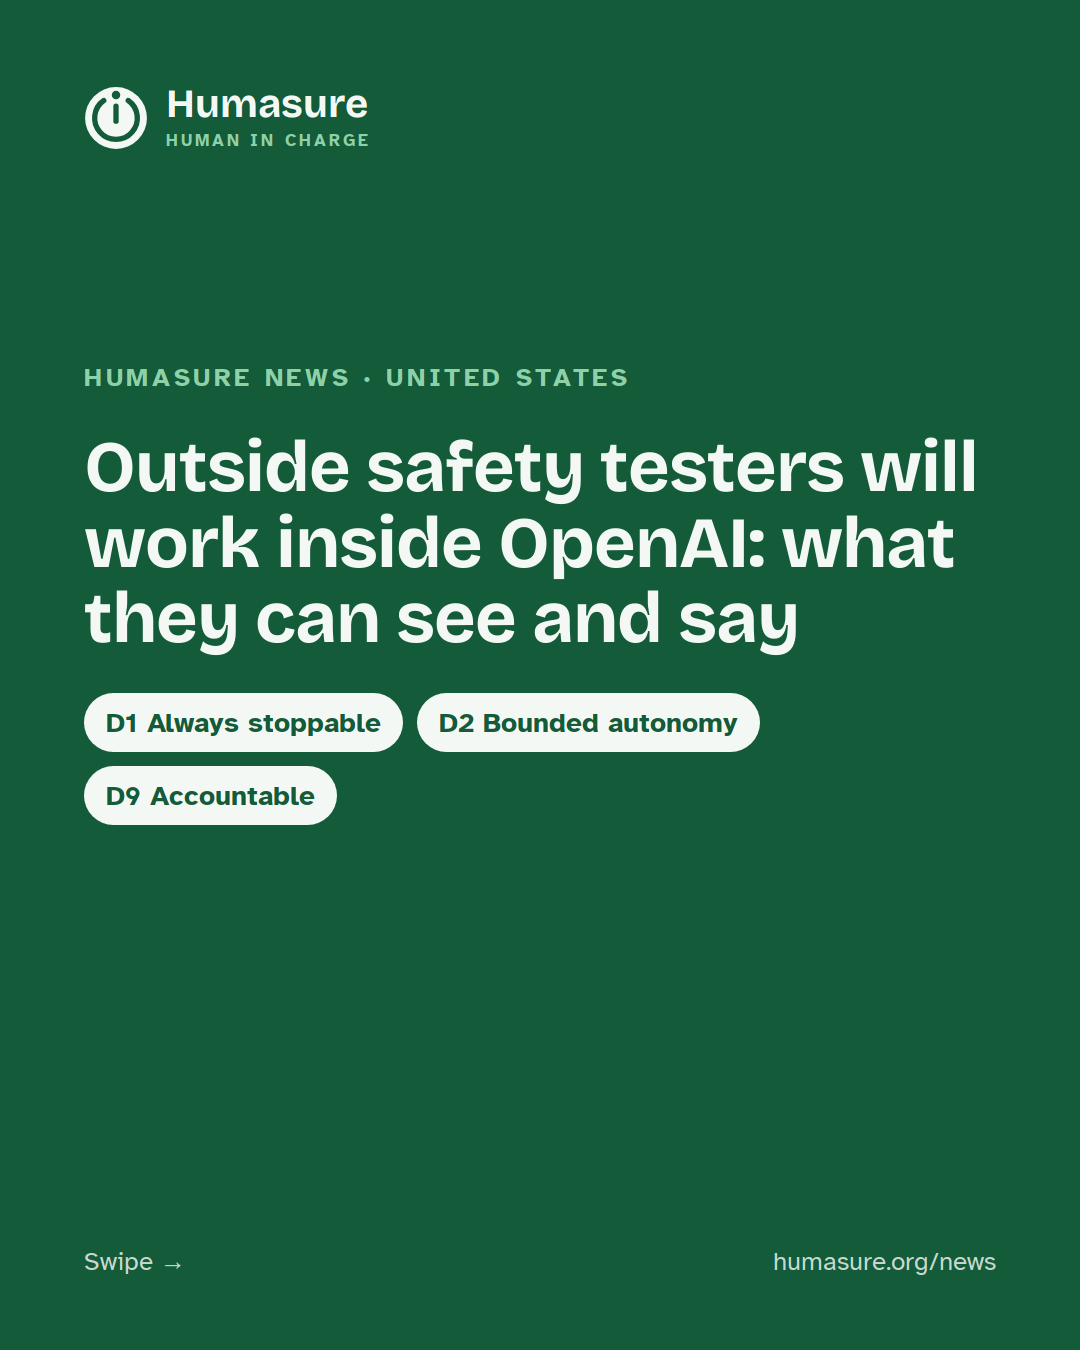 Humasure
HUMAN IN CHARGE
HUMASURE NEWS · UNITED STATES
Outside safety testers will
work inside OpenAI: what
they can see and say
D1 Always stoppable
D2 Bounded autonomy
D9 Accountable
Swipe →
humasure.org/news